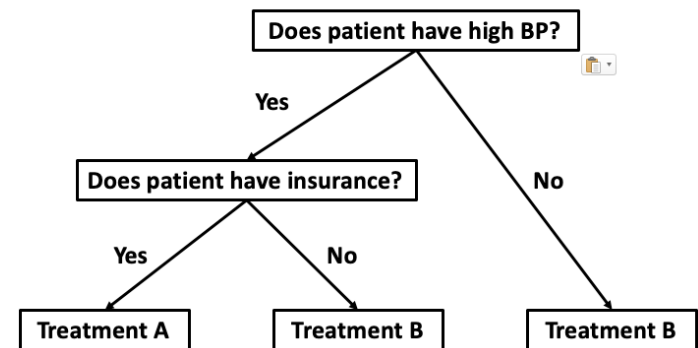 Does patient have high BP?
Yes
Does patient have insurance?
No
Yes
No
Treatment A
Treatment B
Treatment B